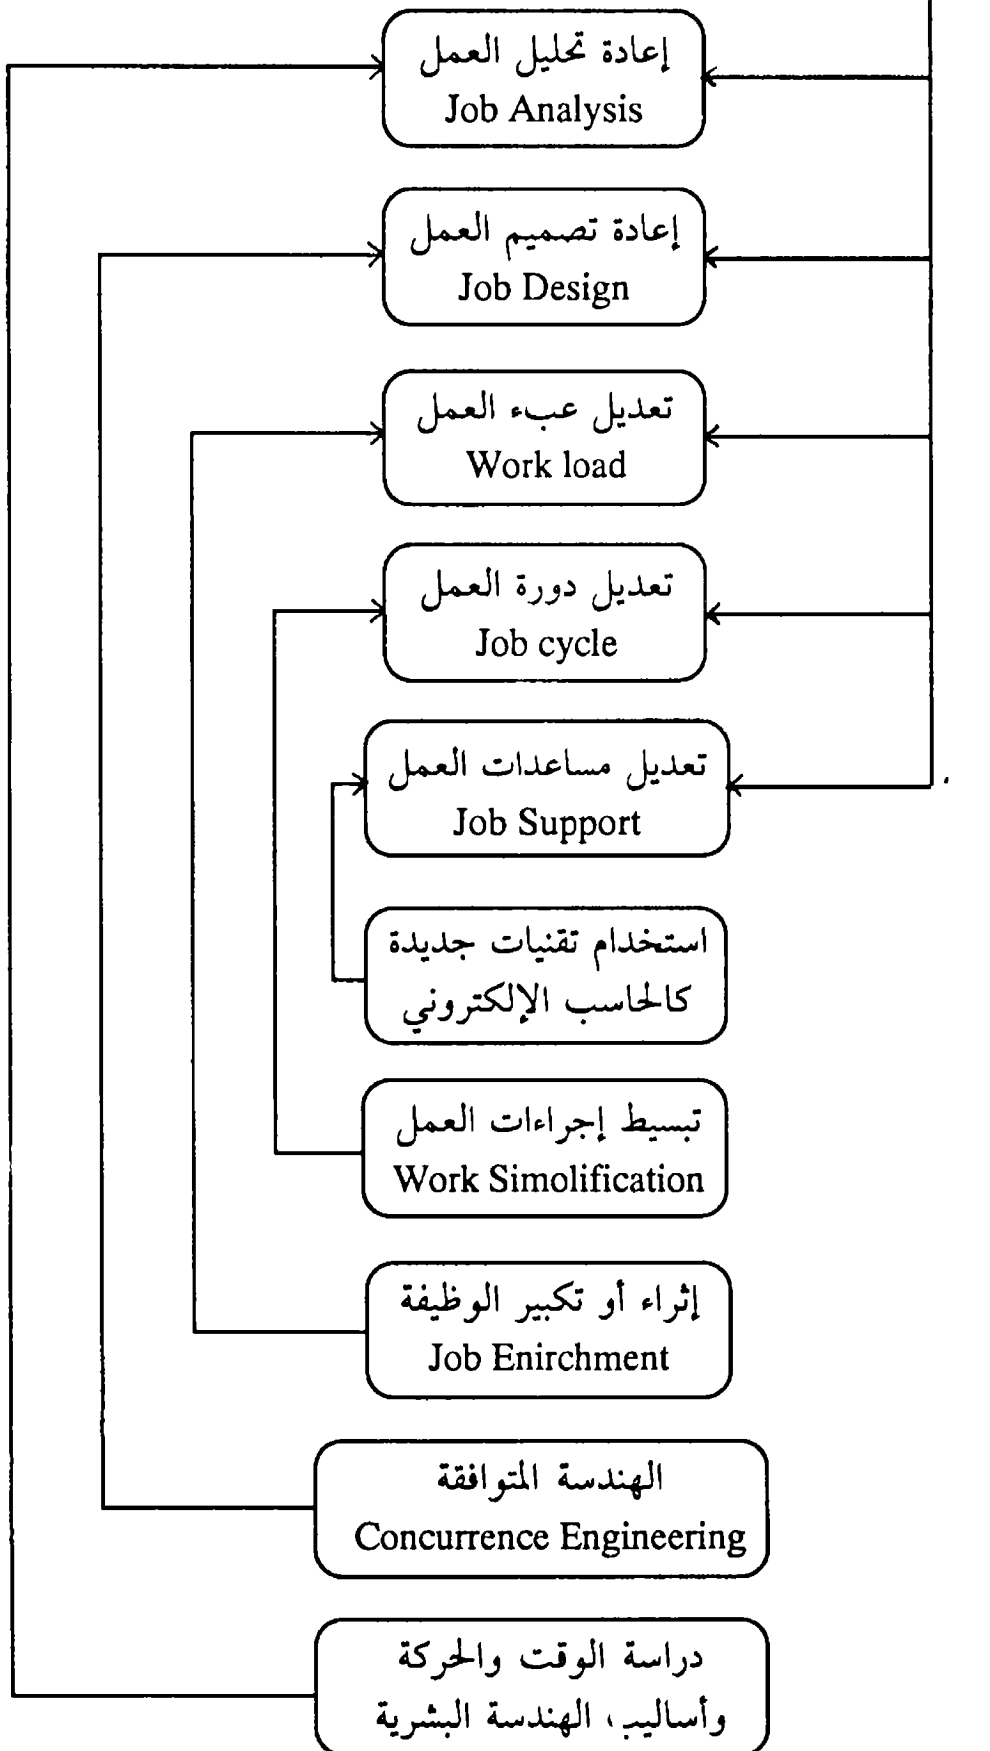 إعادة تحليل العمل
Job Analysis
إعادة تصميم العمل
Job Design
تعديل عبء العمل
Work load
تعديل دورة العمل
Job cycle
تعديل مساعدات العمل
Job Support
استخدام تقنيات جديدة
كالحاسب الإلكتروني
تبسيط إجراءات العمل
Work Simolification
إثراء أو تكبير الوظيفة
Job Enirchment
الهندسة المتوافقة
Concurrence Engineering
دراسة الوقت والحركة
وأساليب، الهندسة البشرية